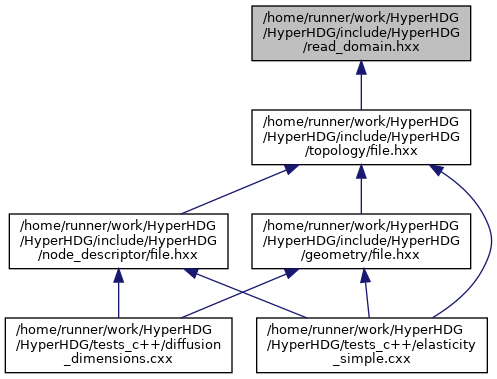 /home/runner/work/HyperHDG
/HyperHDG/include/HyperHDG
/read_domain.hxx
/home/runner/work/HyperHDG
/HyperHDG/include/HyperHDG
/topology/file.hxx
/home/runner/work/HyperHDG
/HyperHDG/include/HyperHDG
/node_descriptor/file.hxx
/home/runner/work/HyperHDG
/HyperHDG/include/HyperHDG
/geometry/file.hxx
/home/runner/work/HyperHDG
/HyperHDG/tests_c++/diffusion
_dimensions.cxx
/home/runner/work/HyperHDG
/HyperHDG/tests_c++/elasticity
_simple.cxx